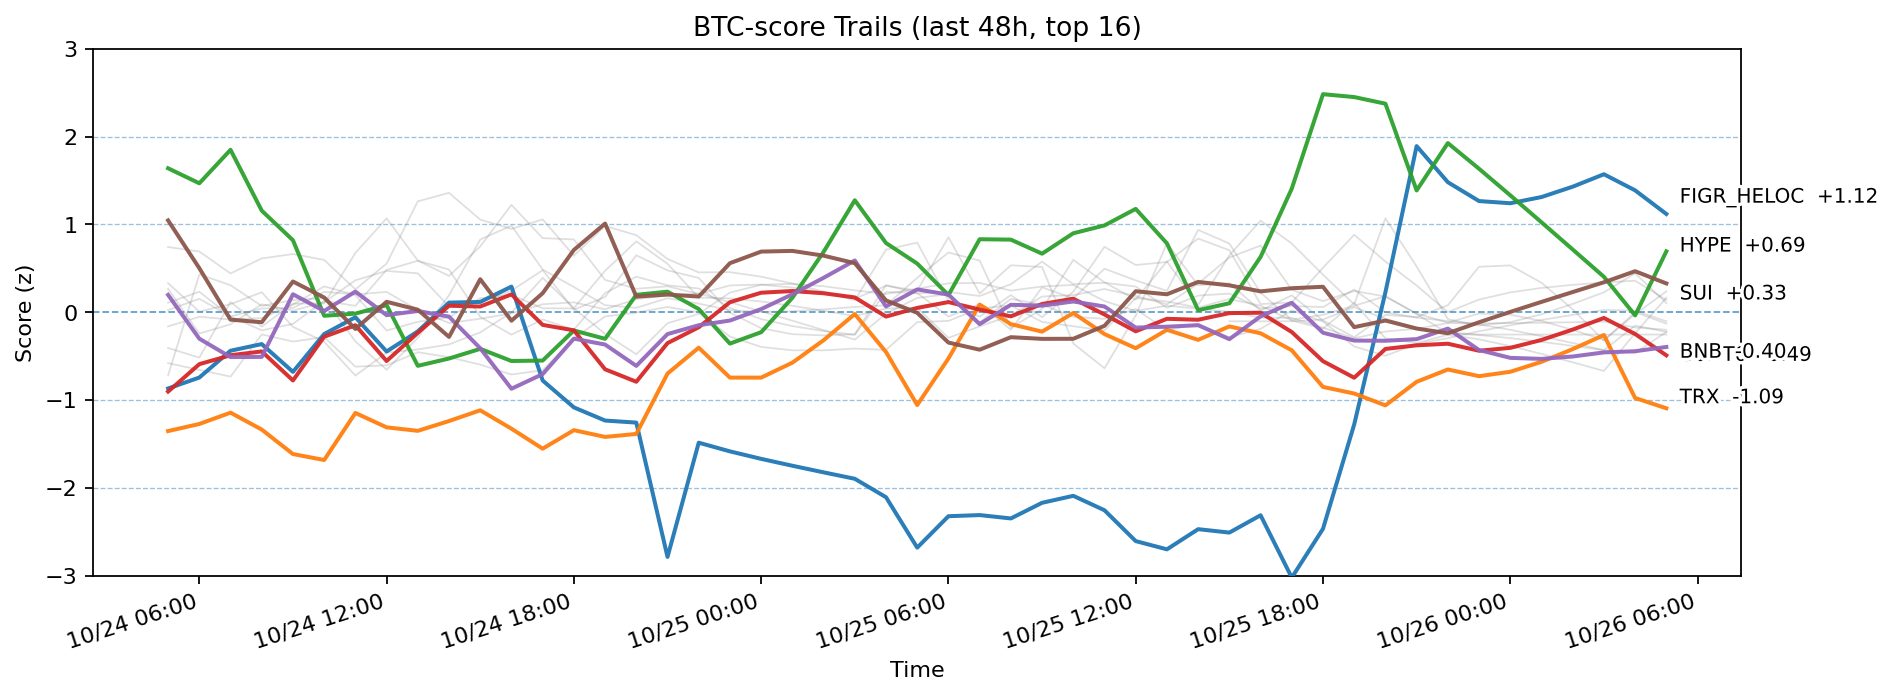 BTC-score Trails (last 48h, top 16)
Score (z)
3
2
1
0
−1
−2
−3
FIGR_HELOC +1.12
HYPE +0.69
SUI +0.33
BNB -0.40
TRX -1.09
10/24 06:00
10/24 12:00
10/24 18:00
10/25 00:00
10/25 06:00
10/25 12:00
10/25 18:00
10/26 00:00
10/26 06:00
Time